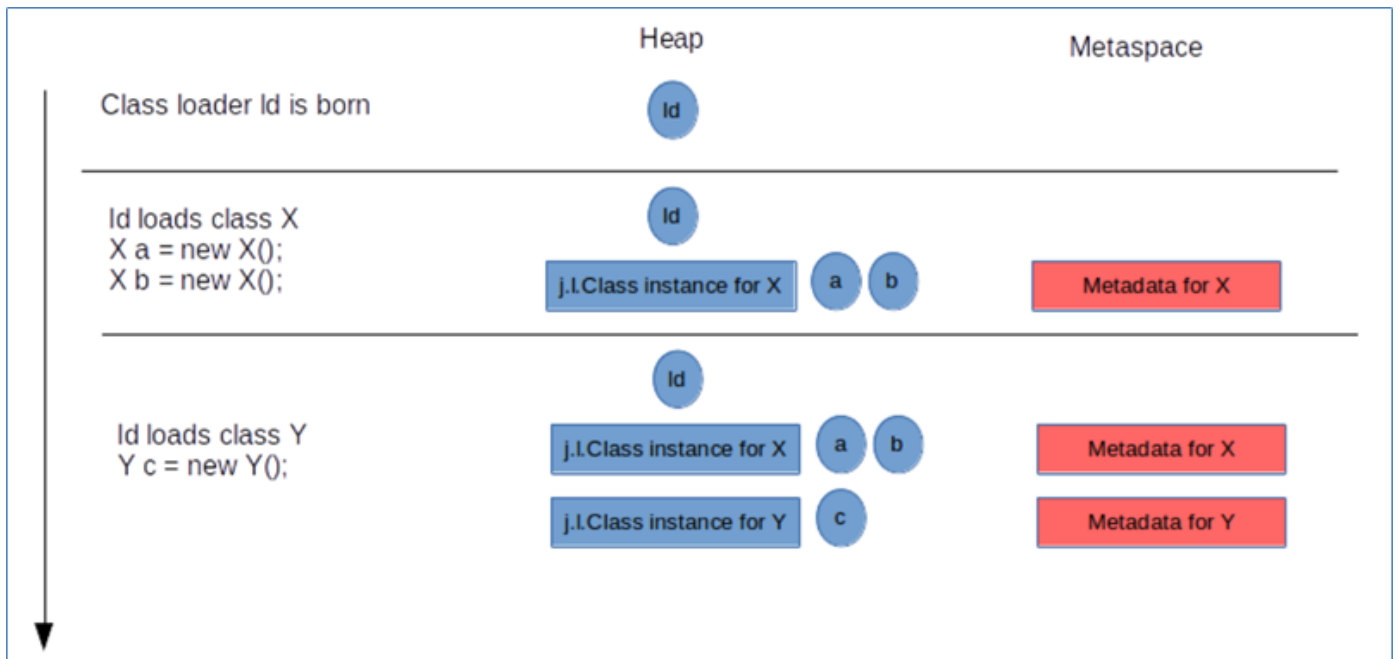 Heap
Metaspace
Class loader ld is born
ld
ld loads class X
X a = new X();
X b = new X();
ld
j.l.Class instance for X
a
b
Metadata for X
ld loads class Y
Y c = new Y();
ld
j.l.Class instance for X
a
b
Metadata for X
j.l.Class instance for Y
c
Metadata for Y